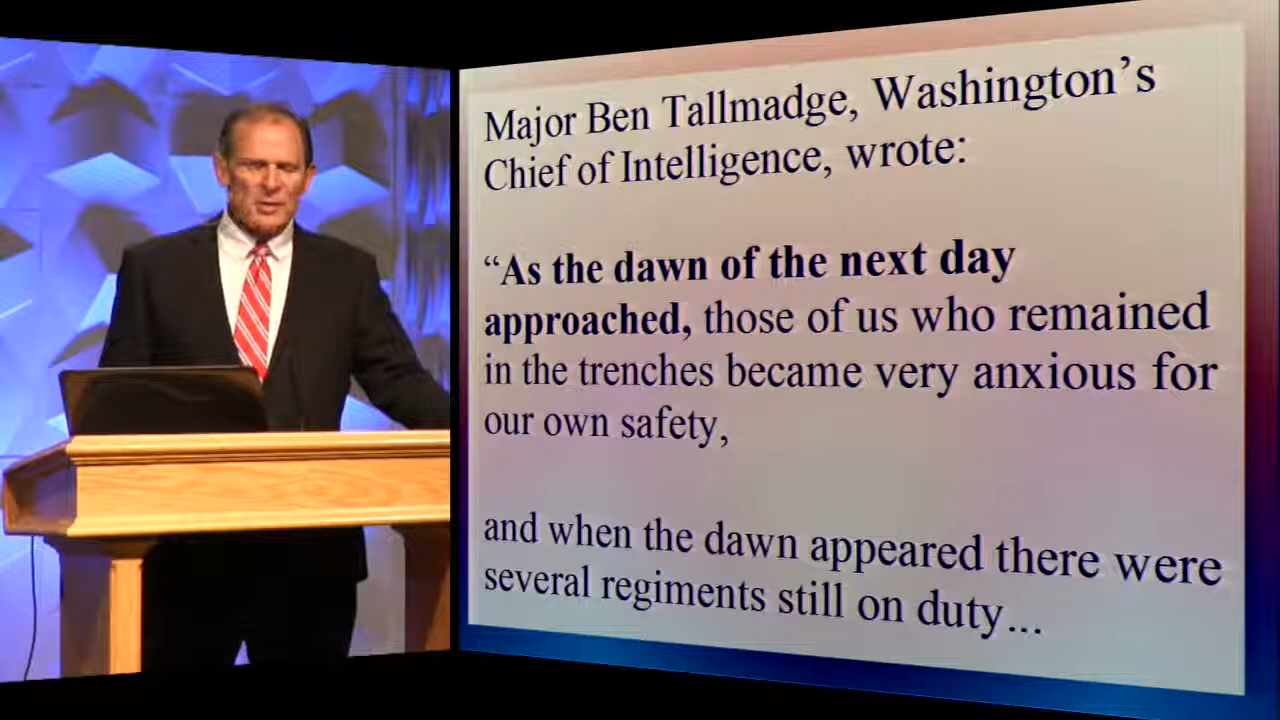 Major Ben Tallmadge, Washington’s
Chief of Intelligence, wrote:
“As the dawn of the next day
approached, those of us who remained
in the trenches became very anxious for
our own safety,
and when the dawn appeared there were
several regiments still on duty...